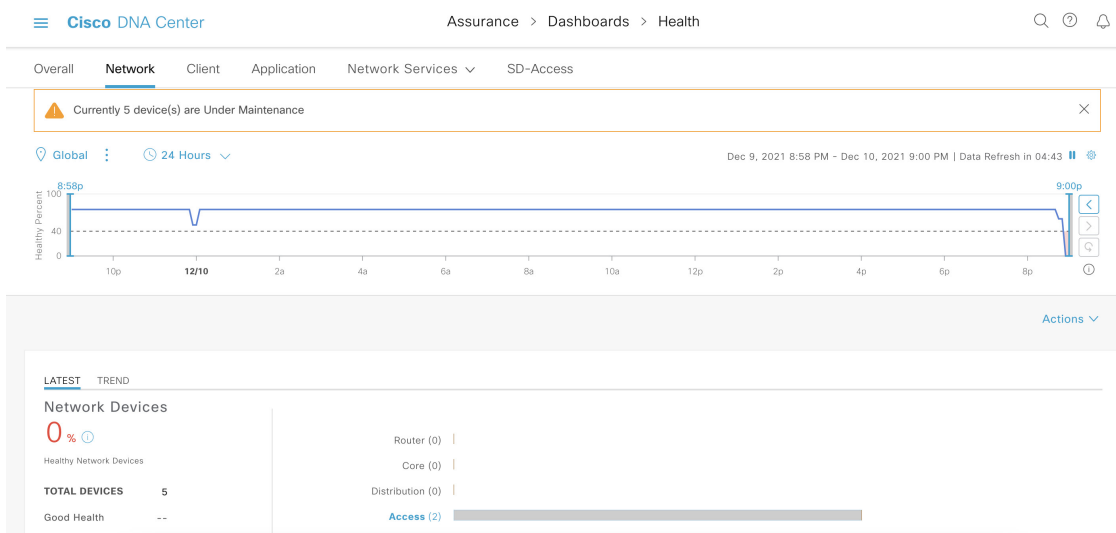 Cisco DNA Center
Assurance > Dashboards > Health
Overall Network Client Application Network Services SD-Access
Currently 5 device(s) are Under Maintenance
Global 24 Hours
Dec 9, 2021 8:58 PM - Dec 10, 2021 9:00 PM | Data Refresh in 04:43
8:58p 9:00p
Healthy Percent
100
40
0
10p 12/10 2a 4a 6a 8a 10a 12p 2p 4p 6p 8p
Actions
LATEST TREND
Network Devices
0 %
Healthy Network Devices
TOTAL DEVICES 5
Good Health --
Router (0)
Core (0)
Distribution (0)
Access (2)